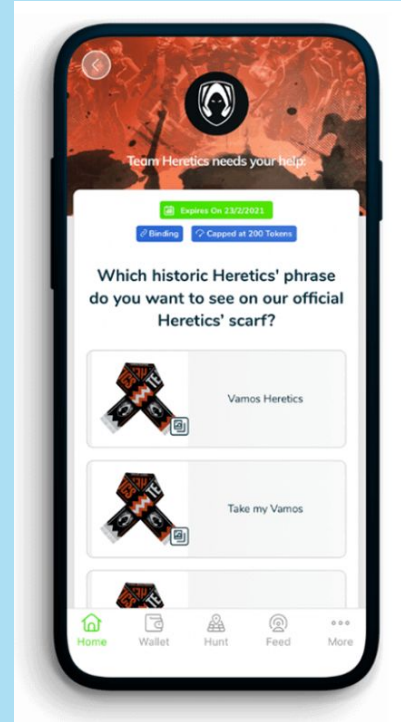 Team Heretics needs your help:
Expires On 23/2/2021
Binding
Capped at 200 Tokens
Which historic Heretics' phrase
do you want to see on our official
Heretics' scarf?
Vamos Heretics
Take my Vamos
Home
Wallet
Hunt
Feed
More